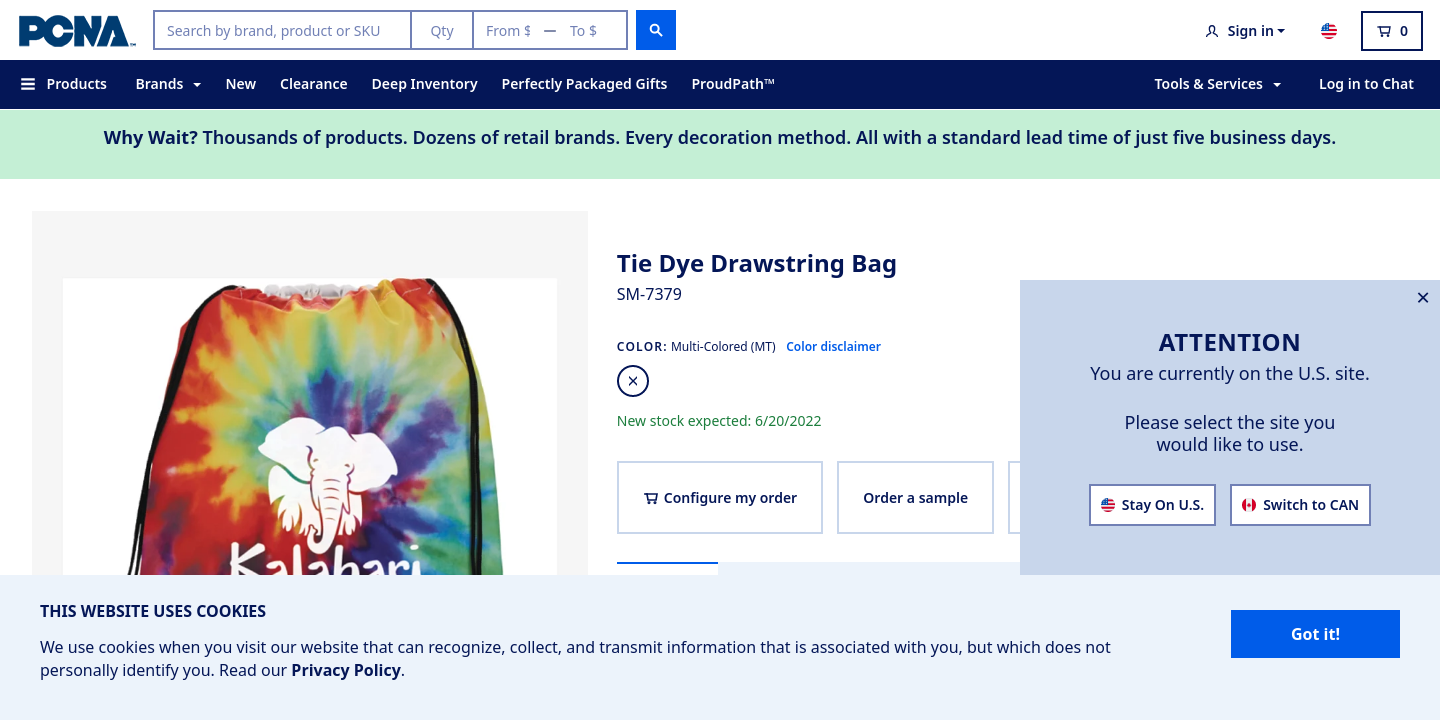 PCNA™
Search by brand, product or SKU
Qty
From $ — To $
Sign in
0
Products
Brands
New
Clearance
Deep Inventory
Perfectly Packaged Gifts
ProudPath™
Tools & Services
Log in to Chat
Why Wait? Thousands of products. Dozens of retail brands. Every decoration method. All with a standard lead time of just five business days.
Tie Dye Drawstring Bag
SM-7379
COLOR: Multi-Colored (MT) Color disclaimer
New stock expected: 6/20/2022
Configure my order
Order a sample
Kalahari
ATTENTION
You are currently on the U.S. site.
Please select the site you
would like to use.
Stay On U.S.
Switch to CAN
THIS WEBSITE USES COOKIES
We use cookies when you visit our website that can recognize, collect, and transmit information that is associated with you, but which does not
personally identify you. Read our Privacy Policy.
Got it!